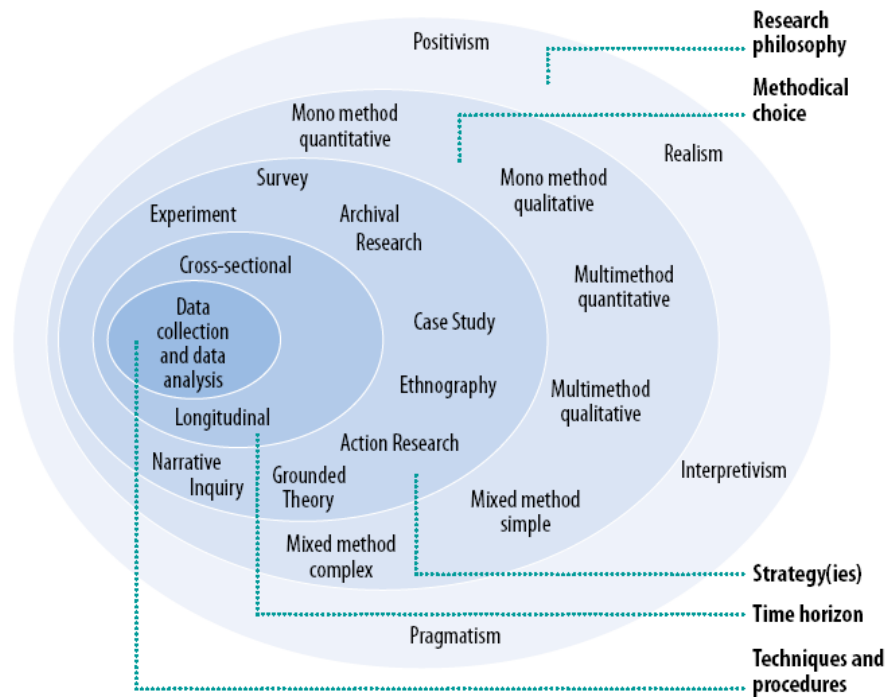 Positivism
Research
philosophy
Methodical
choice
Mono method
quantitative
Realism
Survey
Mono method
qualitative
Experiment
Archival
Research
Cross-sectional
Multimethod
quantitative
Data
collection
and data
analysis
Case Study
Ethnography
Multimethod
qualitative
Longitudinal
Action Research
Narrative
Inquiry
Grounded
Theory
Interpretivism
Mixed method
simple
Mixed method
complex
Strategy(ies)
Time horizon
Pragmatism
Techniques and
procedures